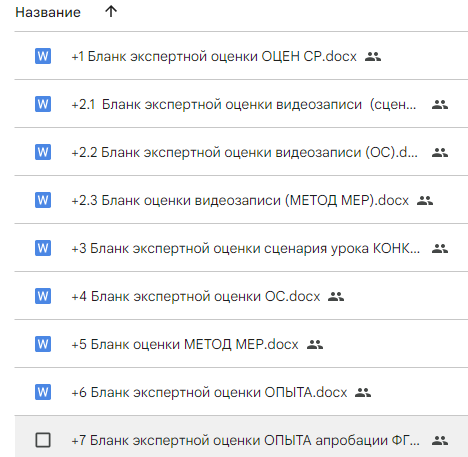 Название
+1 Бланк экспертной оценки ОЦЕН СР.docx
+2.1 Бланк экспертной оценки видеозаписи (сцен...
+2.2 Бланк экспертной оценки видеозаписи (ОС).d...
+2.3 Бланк оценки видеозаписи (МЕТОД МЕР).docx
+3 Бланк экспертной оценки сценария урока КОНК...
+4 Бланк экспертной оценки ОС.docx
+5 Бланк оценки МЕТОД МЕР.docx
+6 Бланк экспертной оценки ОПЫТА.docx
+7 Бланк экспертной оценки ОПЫТА апробации ФГ...